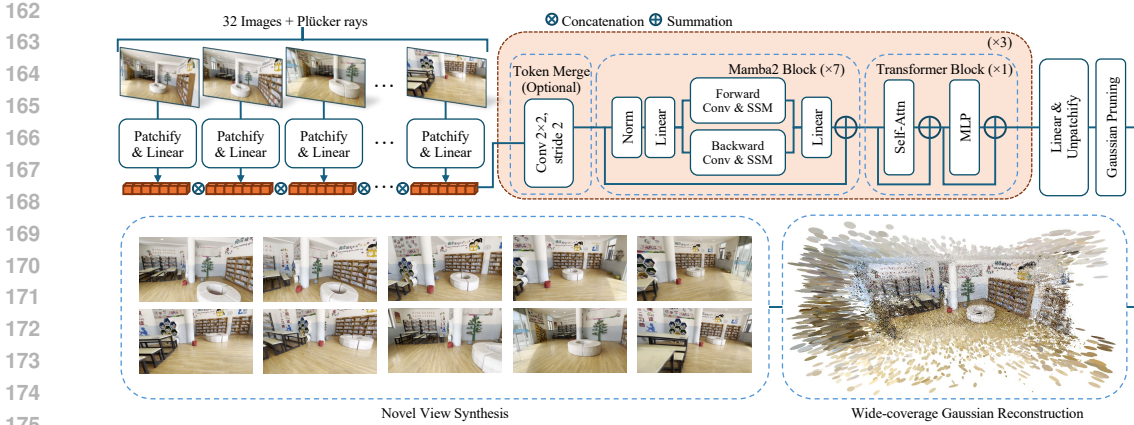 162
163
164
165
166
167
168
169
170
171
172
173
174
175
32 Images + Plücker rays
⊗ Concatenation ⊕ Summation
(×3)
Token Merge
(Optional)
Mamba2 Block (×7)
Transformer Block (×1)
Patchify
& Linear
Patchify
& Linear
Patchify
& Linear
...
Patchify
& Linear
Conv 2×2,
stride 2
Norm
Linear
Forward
Conv & SSM
Backward
Conv & SSM
Linear
Self-Attn
MLP
Linear &
Unpatchify
Gaussian Pruning
Novel View Synthesis
Wide-coverage Gaussian Reconstruction